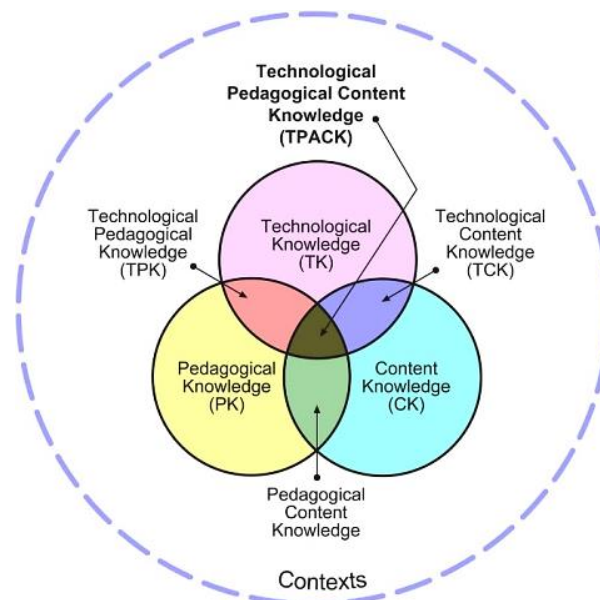 Technological
Pedagogical Content
Knowledge
(TPACK)
Technological
Pedagogical
Knowledge
(TPK)
Technological
Knowledge
(TK)
Technological
Content
Knowledge
(TCK)
Pedagogical
Knowledge
(PK)
Content
Knowledge
(CK)
Pedagogical
Content
Knowledge
Contexts